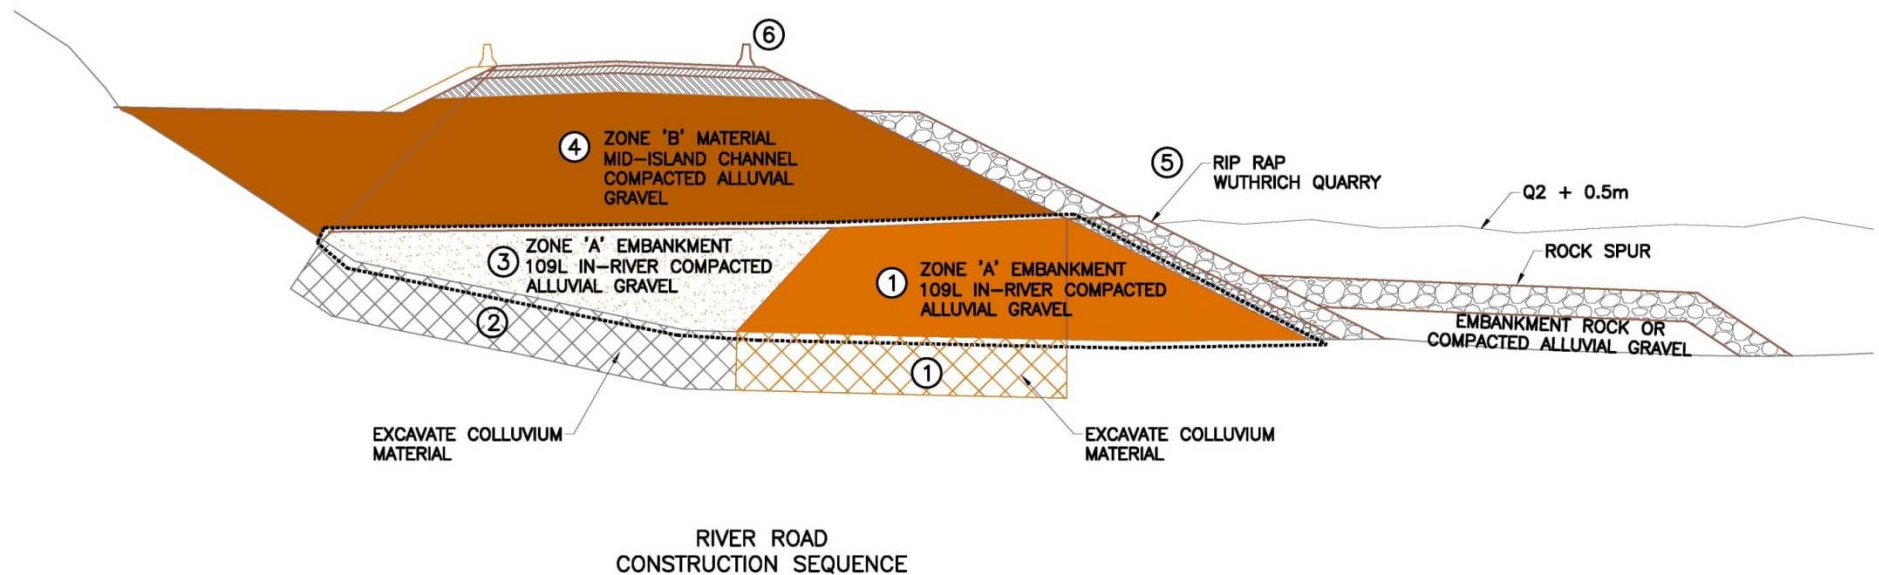 6
4
ZONE 'B' MATERIAL
MID-ISLAND CHANNEL
COMPACTED ALLUVIAL
GRAVEL
5
RIP RAP
WUTHRICH QUARRY
Q2 + 0.5m
ROCK SPUR
3
ZONE 'A' EMBANKMENT
109L IN-RIVER COMPACTED
ALLUVIAL GRAVEL
1
ZONE 'A' EMBANKMENT
109L IN-RIVER COMPACTED
ALLUVIAL GRAVEL
2
EMBANKMENT ROCK OR
COMPACTED ALLUVIAL GRAVEL
1
EXCAVATE COLLUVIUM
MATERIAL
EXCAVATE COLLUVIUM
MATERIAL
RIVER ROAD
CONSTRUCTION SEQUENCE